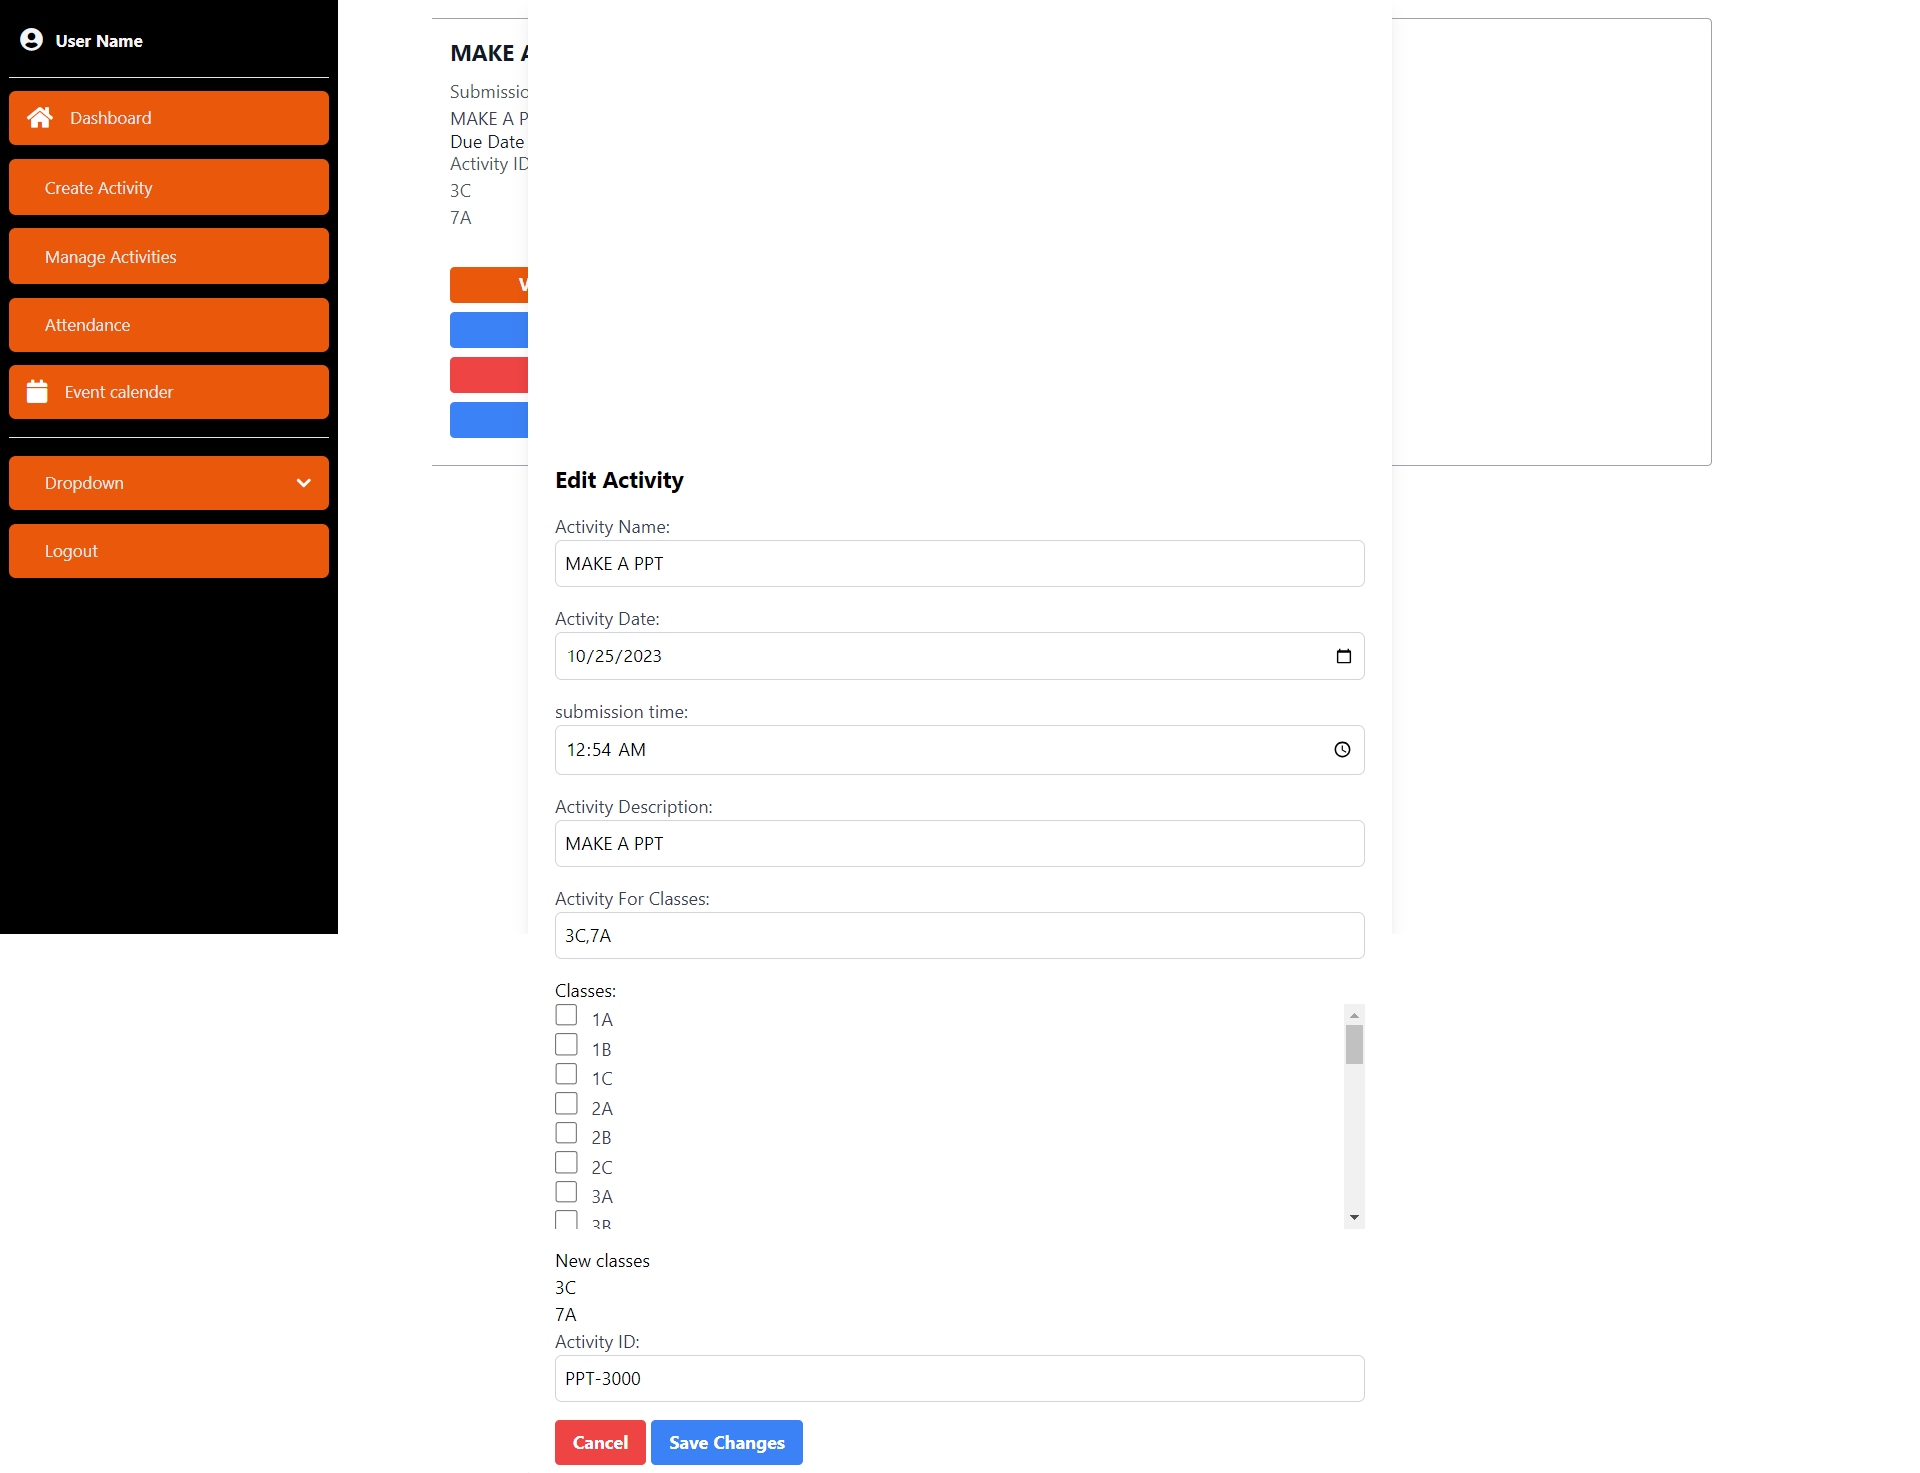 User Name
Dashboard
Create Activity
Manage Activities
Attendance
Event calender
Dropdown
Logout
MAKE A
Submissio
MAKE A P
Due Date
Activity ID
3C
7A
Edit Activity
Activity Name:
MAKE A PPT
Activity Date:
10/25/2023
submission time:
12:54 AM
Activity Description:
MAKE A PPT
Activity For Classes:
3C,7A
Classes:
1A
1B
1C
2A
2B
2C
3A
3B
New classes
3C
7A
Activity ID:
PPT-3000
Cancel Save Changes